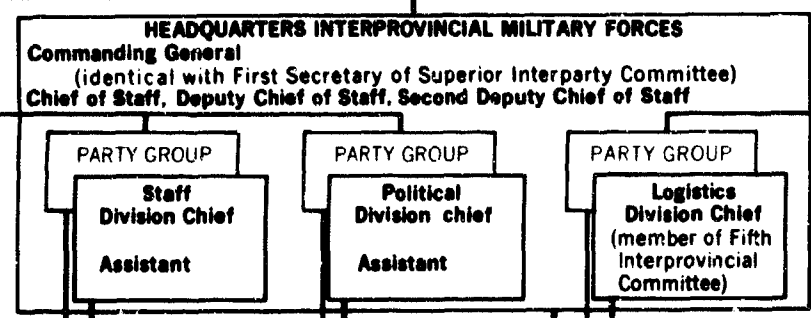 HEADQUARTERS INTERPROVINCIAL MILITARY FORCES
Commanding General
(identical with First Secretary of Superior Interparty Committee)
Chief of Staff, Deputy Chief of Staff, Second Deputy Chief of Staff
PARTY GROUP
Staff
Division Chief
Assistant
PARTY GROUP
Political
Division chief
Assistant
PARTY GROUP
Logistics
Division Chief
(member of Fifth
Interprovincial
Committee)